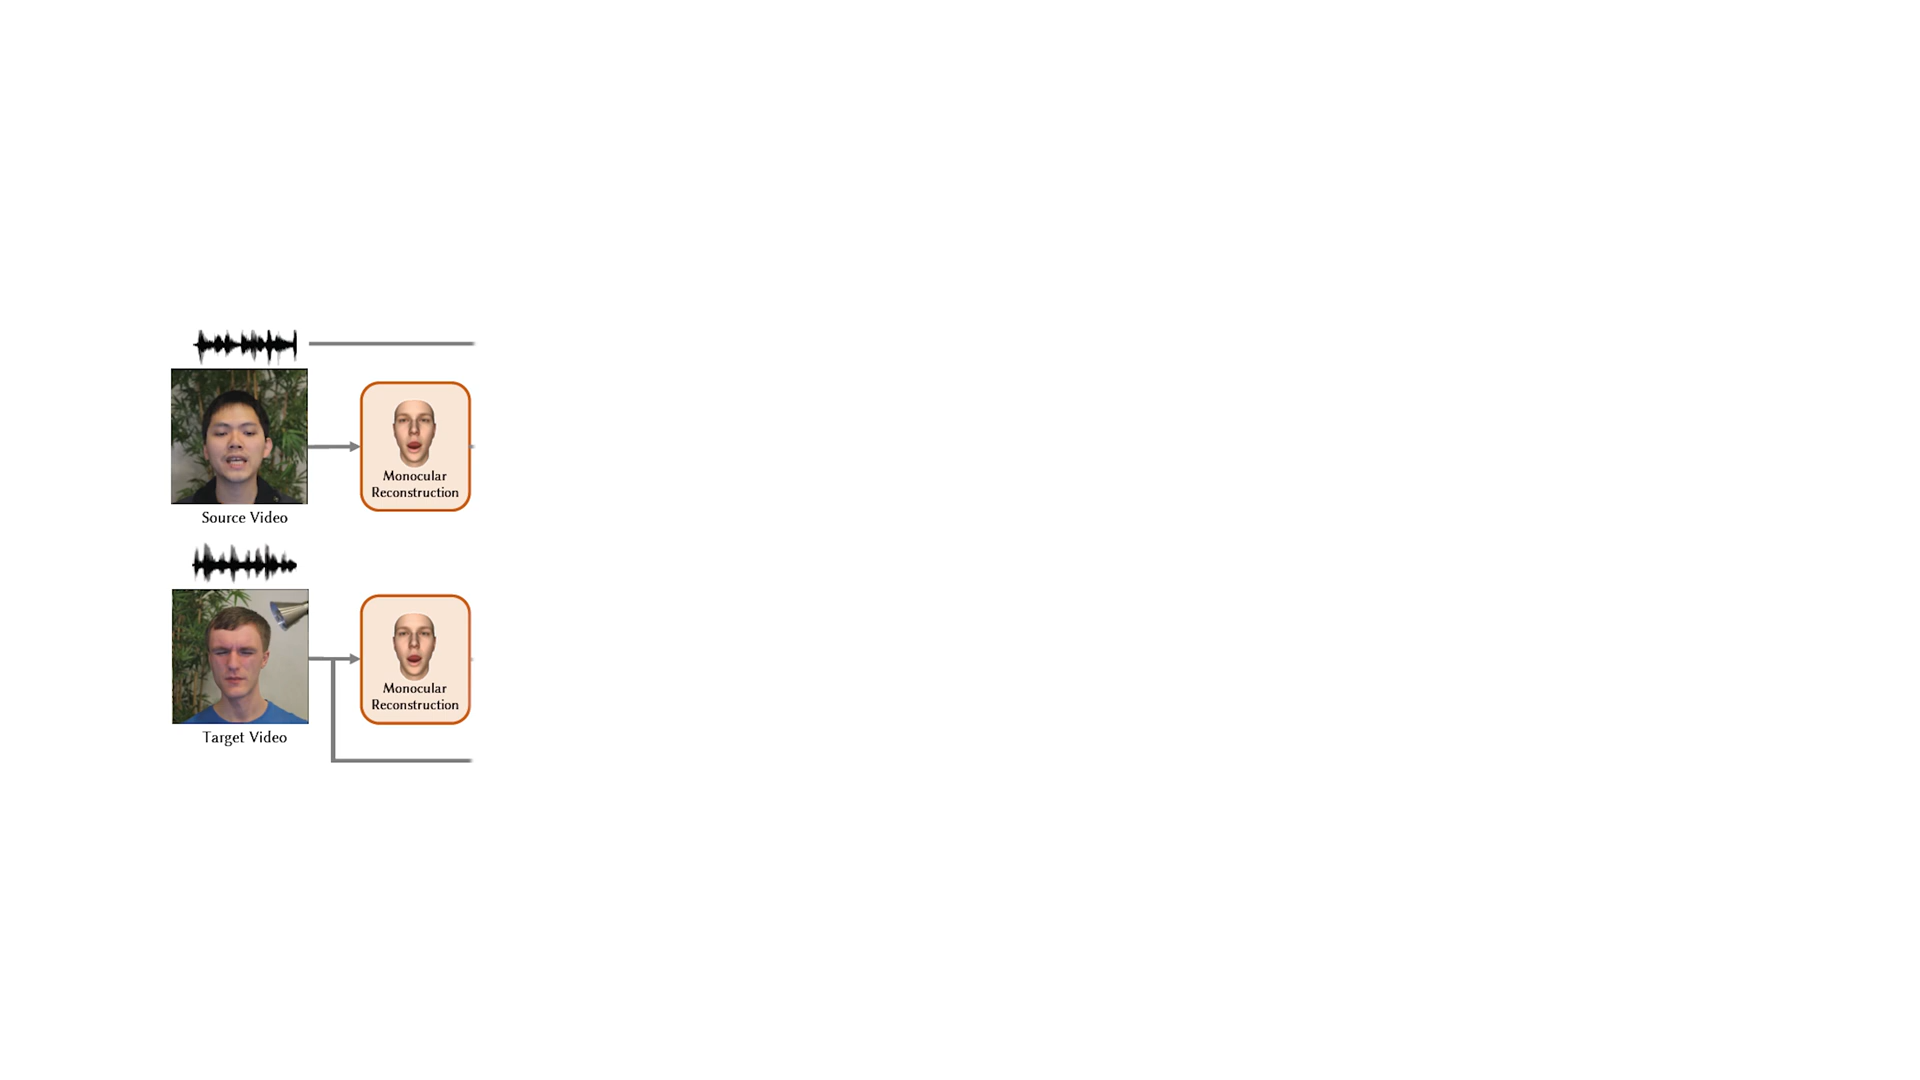 Monocular
Reconstruction
Source Video
Monocular
Reconstruction
Target Video